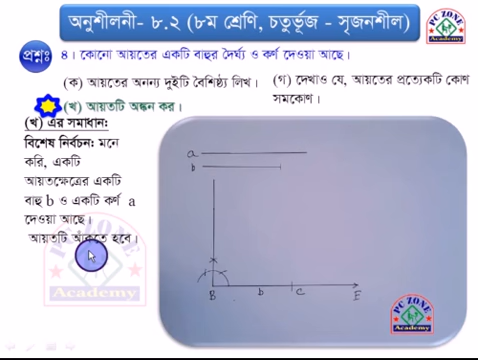 অনুশীলনী- ৮.২ (৮ম শ্রেণি, চতুর্ভূজ - সৃজনশীল)
PC ZONE
Academy
প্রশ্নঃ
৪। কোনো আয়তের একটি বাহুর দৈর্ঘ্য ও কর্ণ দেওয়া আছে।
(ক) আয়তের অনন্য দুইটি বৈশিষ্ঠ্য লিখ।
(গ) দেখাও যে, আয়তের প্রত্যেকটি কোণ
সমকোণ।
(খ) আয়তটি অঙ্কন কর।
(খ) এর সমাধান:
বিশেষ নির্বচন: মনে
করি, একটি
আয়তক্ষেত্রের একটি
বাহু b ও একটি কর্ণ a
দেওয়া আছে।
আয়তটি আঁকতে হবে।
a
b
B
b
C
E
PC ZONE
Academy
Academy